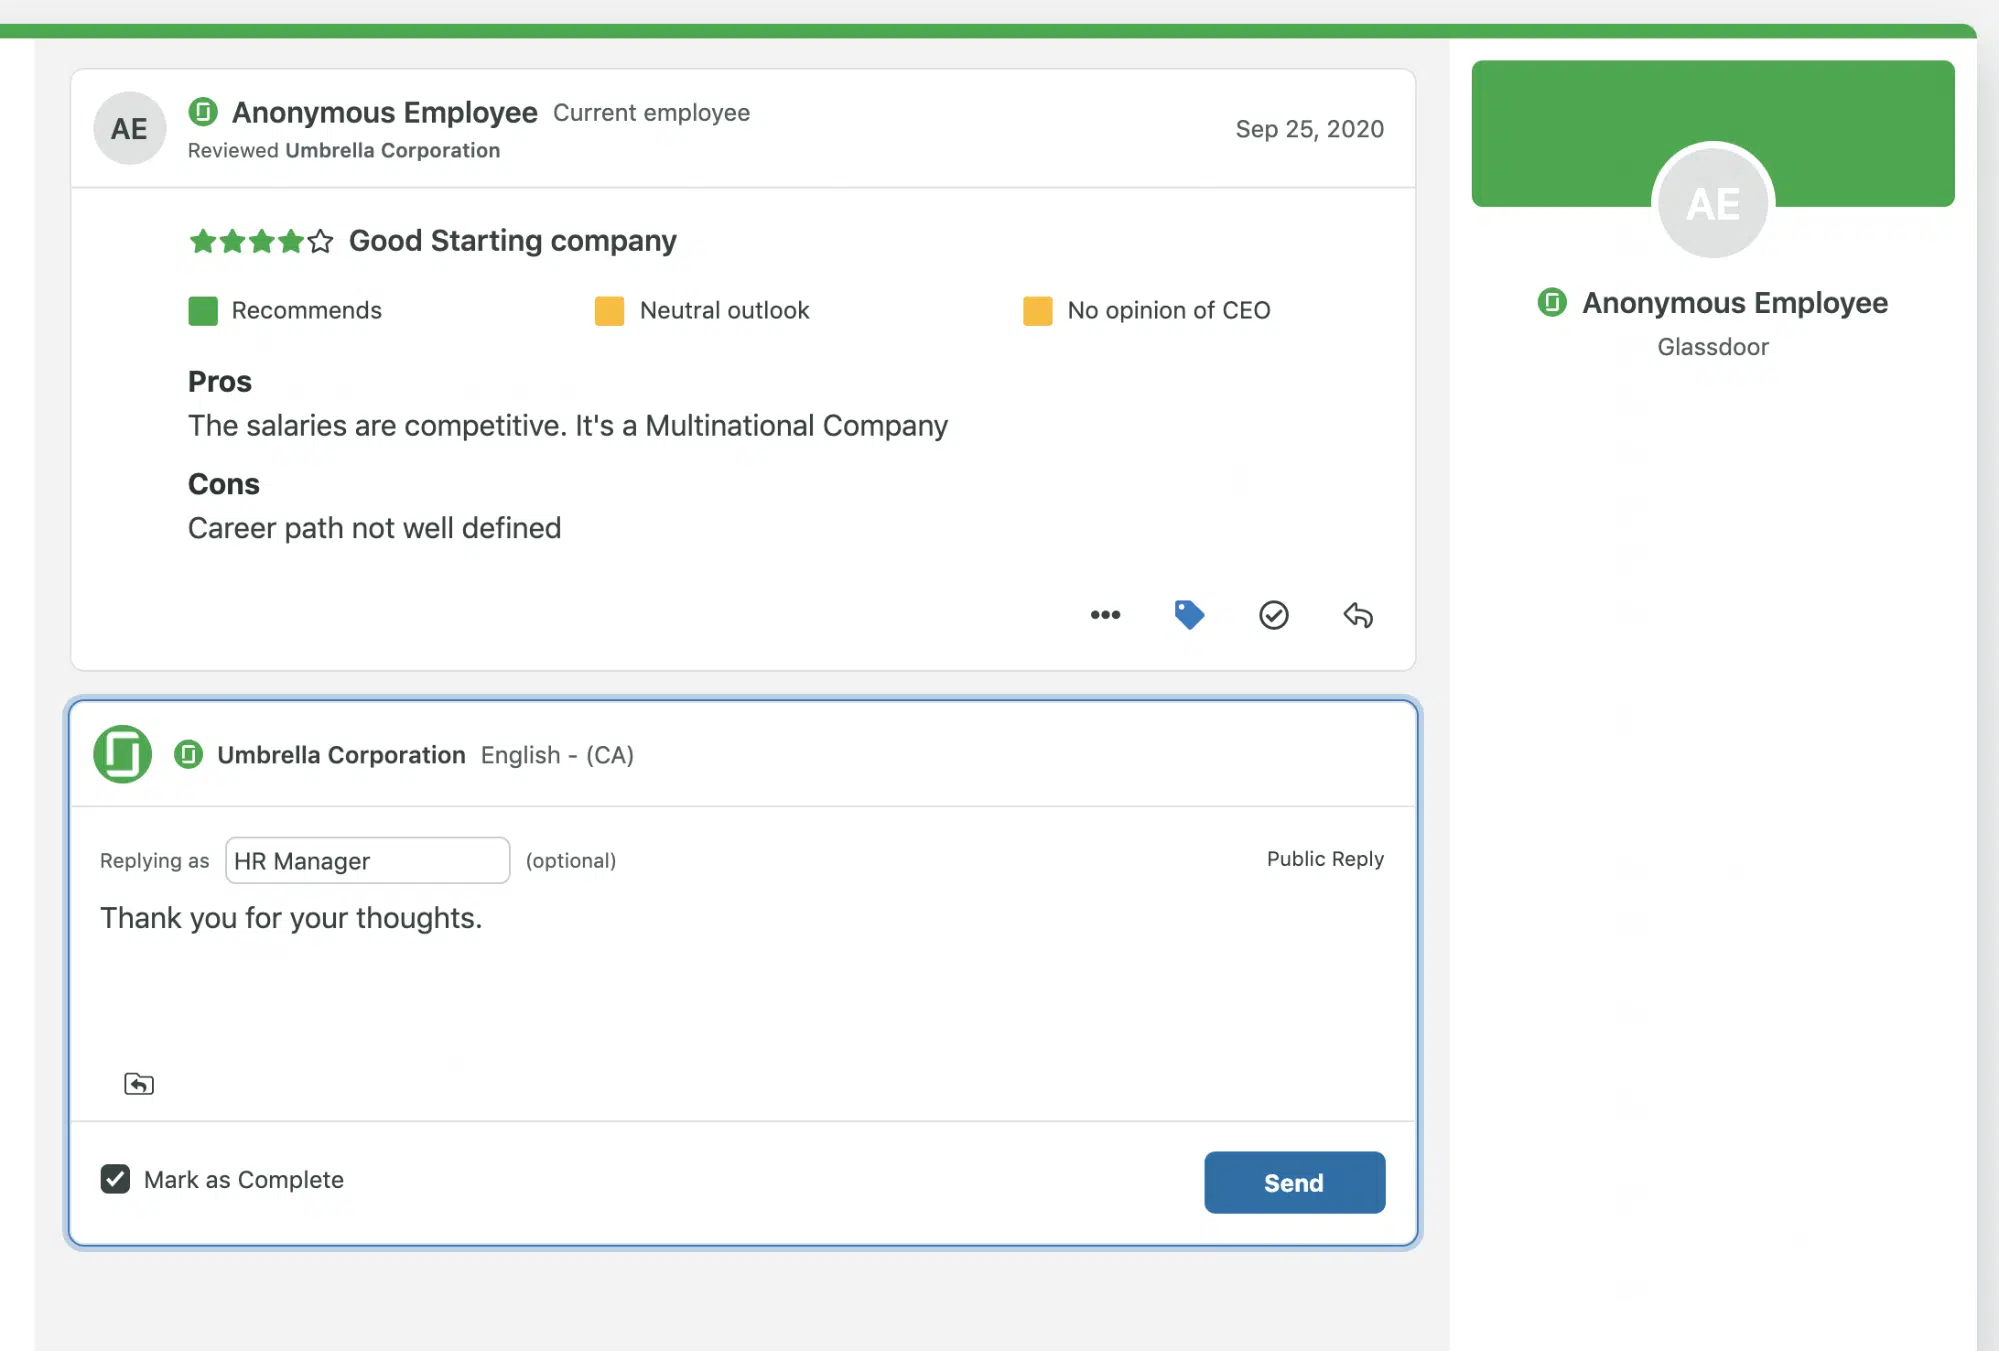 AE
Anonymous Employee Current employee
Reviewed Umbrella Corporation
Sep 25, 2020
Good Starting company
Recommends
Neutral outlook
No opinion of CEO
Pros
The salaries are competitive. It's a Multinational Company
Cons
Career path not well defined
Umbrella Corporation English - (CA)
Replying as HR Manager (optional)
Public Reply
Thank you for your thoughts.
Mark as Complete
Send
AE
Anonymous Employee
Glassdoor